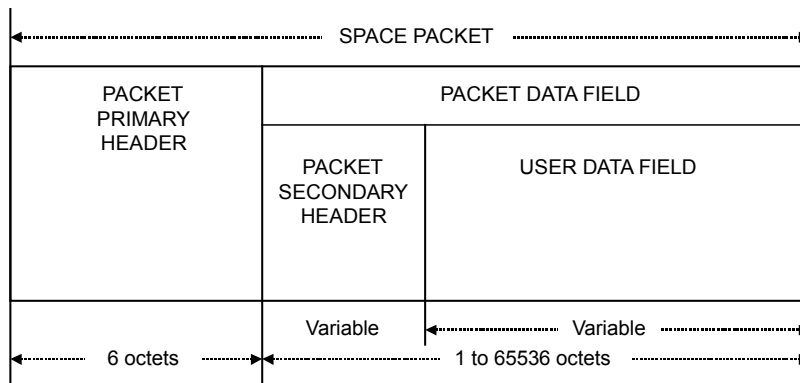 SPACE PACKET
PACKET
PRIMARY
HEADER
PACKET DATA FIELD
PACKET
SECONDARY
HEADER
USER DATA FIELD
Variable
Variable
6 octets
1 to 65536 octets